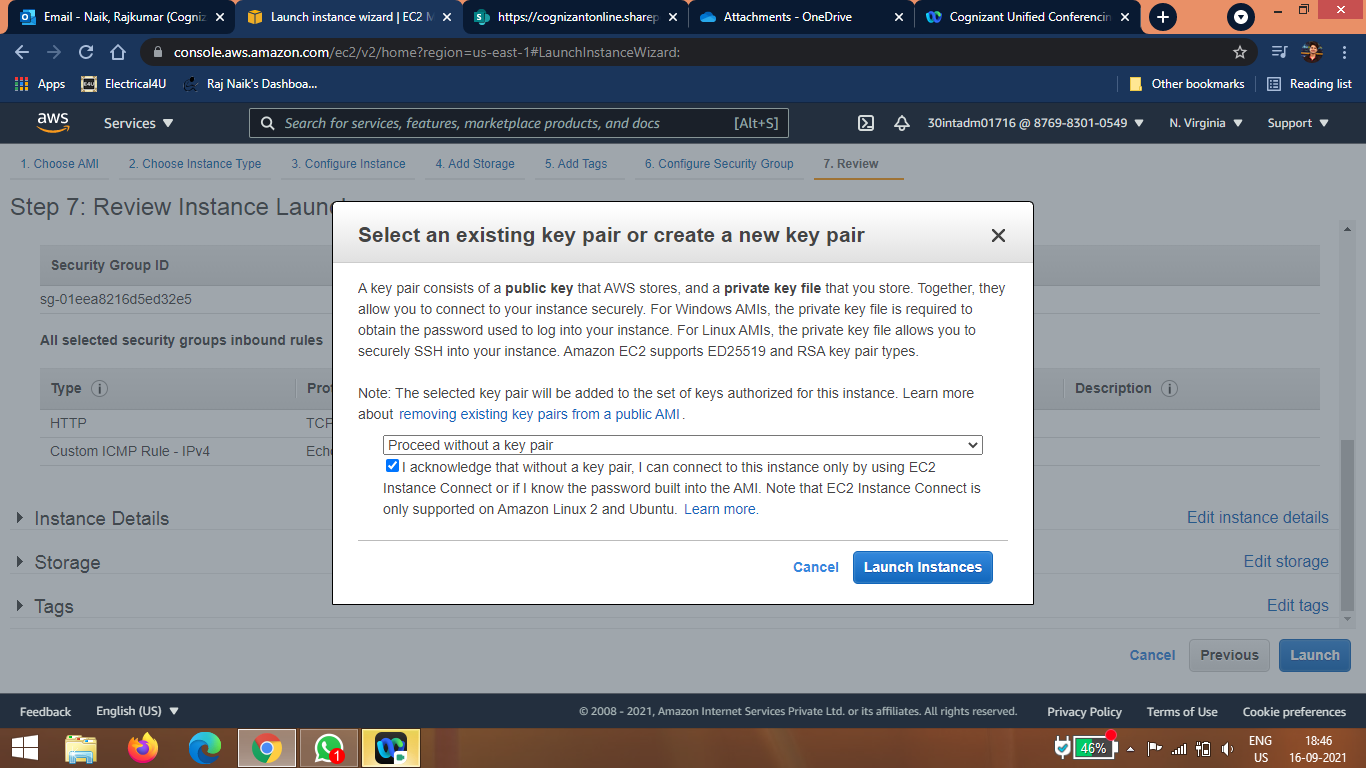 Email - Naik, Rajkumar (Cogniz
Launch instance wizard | EC2 M
https://cognizantonline.sharep
Attachments - OneDrive
Cognizant Unified Conferencin
console.aws.amazon.com/ec2/v2/home?region=us-east-1#LaunchInstanceWizard:
Apps
Electrical4U
Raj Naik's Dashboa...
Other bookmarks
Reading list
aws
Services
Search for services, features, marketplace products, and docs
[Alt+S]
30intadm01716 @ 8769-8301-0549
N. Virginia
Support
1. Choose AMI
2. Choose Instance Type
3. Configure Instance
4. Add Storage
5. Add Tags
6. Configure Security Group
7. Review
Step 7: Review Instance Laun
Security Group ID
sg-01eea8216d5ed32e5
All selected security groups inbound rules
Type
Pro
Description
HTTP
TCP
Custom ICMP Rule - IPv4
Ech
Select an existing key pair or create a new key pair
A key pair consists of a public key that AWS stores, and a private key file that you store. Together, they
allow you to connect to your instance securely. For Windows AMIs, the private key file is required to
obtain the password used to log into your instance. For Linux AMIs, the private key file allows you to
securely SSH into your instance. Amazon EC2 supports ED25519 and RSA key pair types.
Note: The selected key pair will be added to the set of keys authorized for this instance. Learn more
about removing existing key pairs from a public AMI.
Proceed without a key pair
I acknowledge that without a key pair, I can connect to this instance only by using EC2
Instance Connect or if I know the password built into the AMI. Note that EC2 Instance Connect is
only supported on Amazon Linux 2 and Ubuntu. Learn more.
Cancel
Launch Instances
Instance Details
Edit instance details
Storage
Edit storage
Tags
Edit tags
Cancel
Previous
Launch
Feedback
English (US)
© 2008 - 2021, Amazon Internet Services Private Ltd. or its affiliates. All rights reserved.
Privacy Policy
Terms of Use
Cookie preferences
1
46%
ENG
US
18:46
16-09-2021